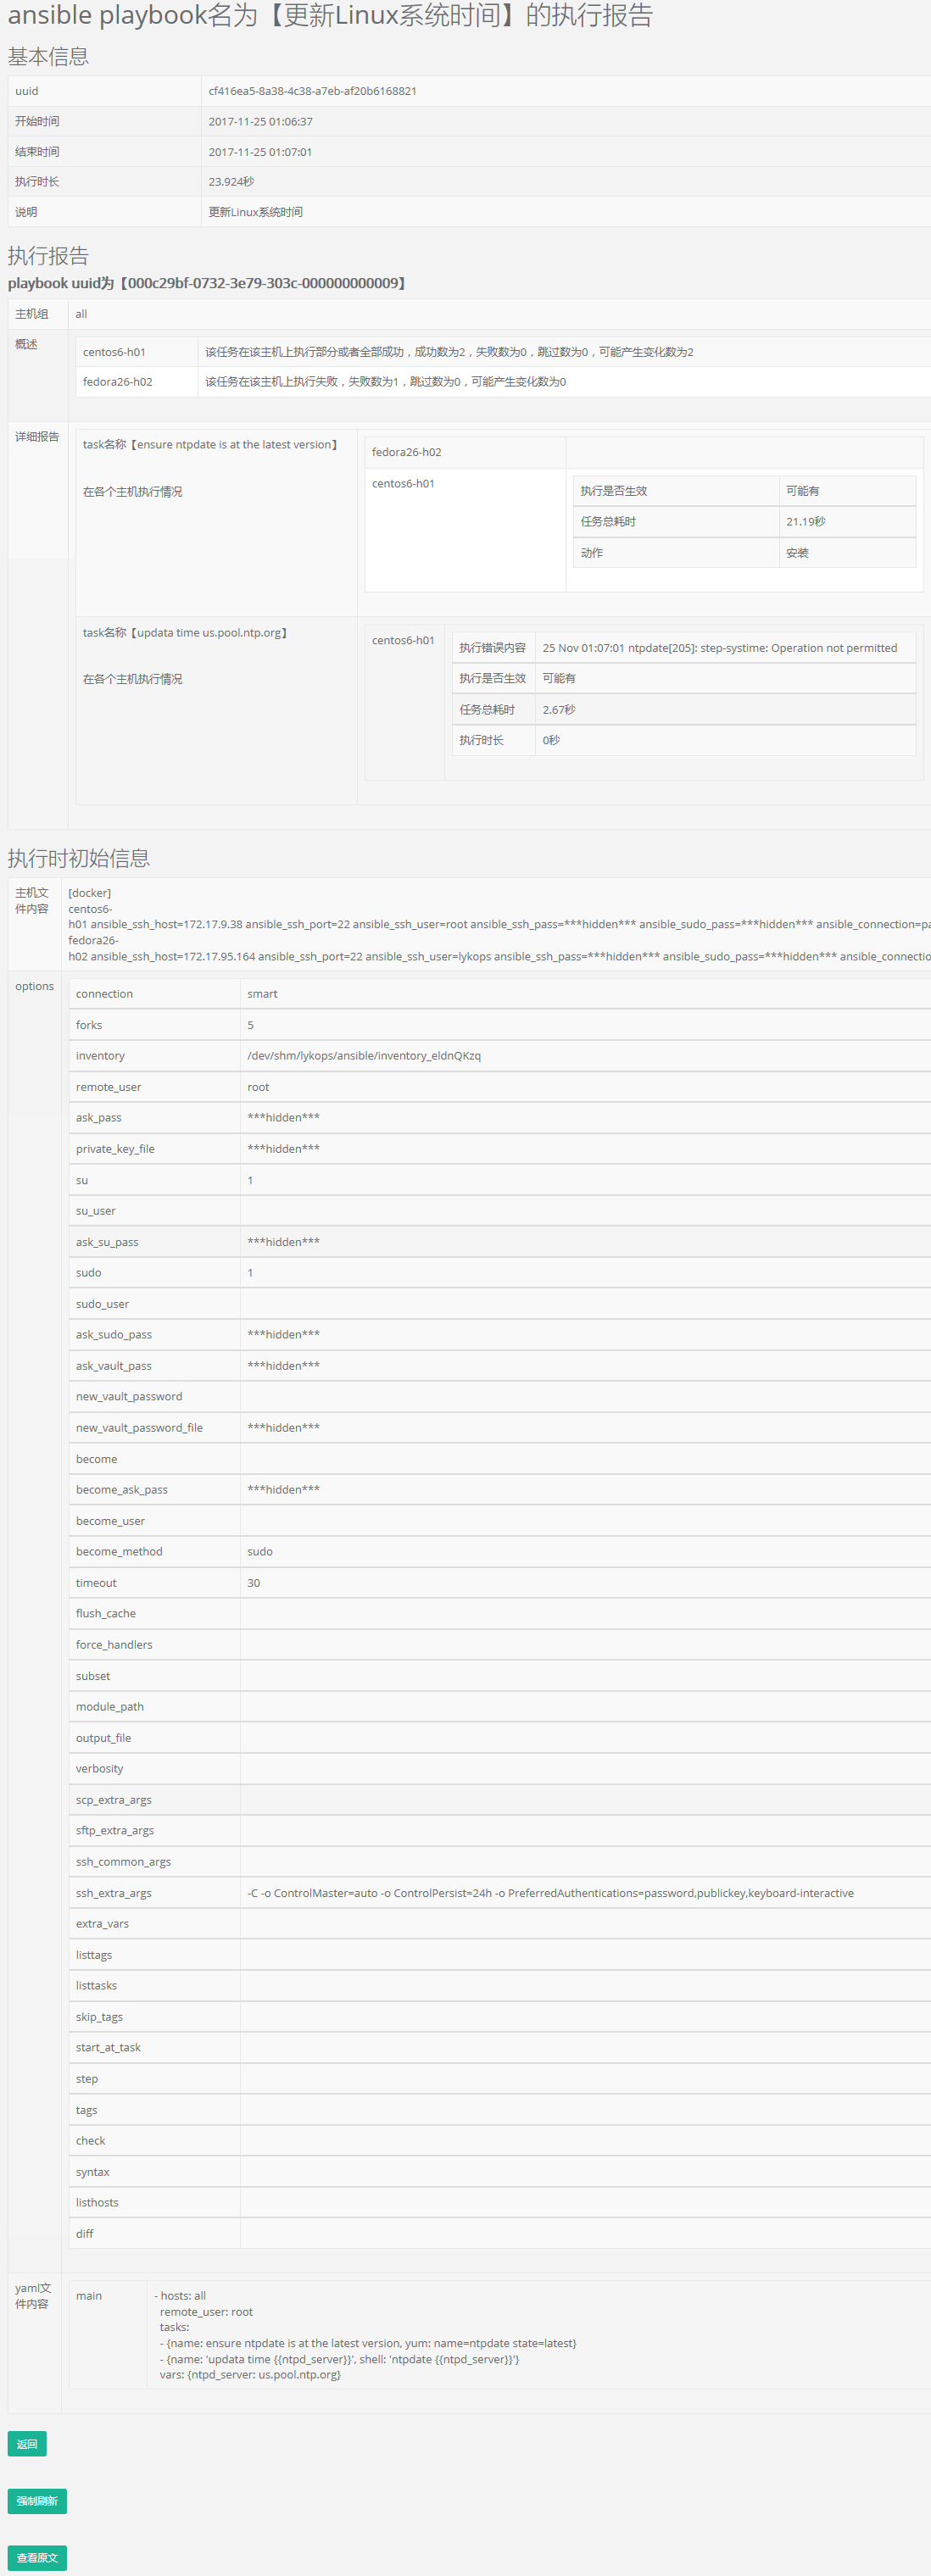 ansible playbook名为【更新Linux系统时间】的执行报告
基本信息
uuid cf416ea5-8a38-4c38-a7eb-af20b6168821
开始时间 2017-11-25 01:06:37
结束时间 2017-11-25 01:07:01
执行时长 23.924秒
说明 更新Linux系统时间
执行报告
playbook uuid为【000c29bf-0732-3e79-303c-000000000009】
主机组 all
概述
centos6-h01 该任务在该主机上执行部分或者全部成功，成功数为2，失败数为0，跳过数为0，可能产生变化数为2
fedora26-h02 该任务在该主机上执行失败，失败数为1，跳过数为0，可能产生变化数为0
详细报告
task名称【ensure ntpdate is at the latest version】
在各个主机执行情况
fedora26-h02
centos6-h01
执行是否生效 可能有
任务总耗时 21.19秒
动作 安装
task名称【updata time us.pool.ntp.org】
在各个主机执行情况
centos6-h01
执行错误内容 25 Nov 01:07:01 ntpdate[205]: step-systime: Operation not permitted
执行是否生效 可能有
任务总耗时 2.67秒
执行时长 0秒
执行时初始信息
主机文
件内容
[docker]
centos6-
h01 ansible_ssh_host=172.17.9.38 ansible_ssh_port=22 ansible_ssh_user=root ansible_ssh_pass=***hidden*** ansible_sudo_pass=***hidden*** ansible_connection=pa
fedora26-
h02 ansible_ssh_host=172.17.95.164 ansible_ssh_port=22 ansible_ssh_user=lykops ansible_ssh_pass=***hidden*** ansible_sudo_pass=***hidden*** ansible_connectio
options
connection smart
forks 5
inventory /dev/shm/lykops/ansible/inventory_eldnQKzq
remote_user root
ask_pass ***hidden***
private_key_file ***hidden***
su 1
su_user
ask_su_pass ***hidden***
sudo 1
sudo_user
ask_sudo_pass ***hidden***
ask_vault_pass ***hidden***
new_vault_password
new_vault_password_file ***hidden***
become
become_ask_pass ***hidden***
become_user
become_method sudo
timeout 30
flush_cache
force_handlers
subset
module_path
output_file
verbosity
scp_extra_args
sftp_extra_args
ssh_common_args
ssh_extra_args -C -o ControlMaster=auto -o ControlPersist=24h -o PreferredAuthentications=password,publickey,keyboard-interactive
extra_vars
listtags
listtasks
skip_tags
start_at_task
step
tags
check
syntax
listhosts
diff
yaml文
件内容
main
- hosts: all
remote_user: root
tasks:
- {name: ensure ntpdate is at the latest version, yum: name=ntpdate state=latest}
- {name: 'updata time {{ntpd_server}}', shell: 'ntpdate {{ntpd_server}}'}
vars: {ntpd_server: us.pool.ntp.org}
返回
强制刷新
查看原文